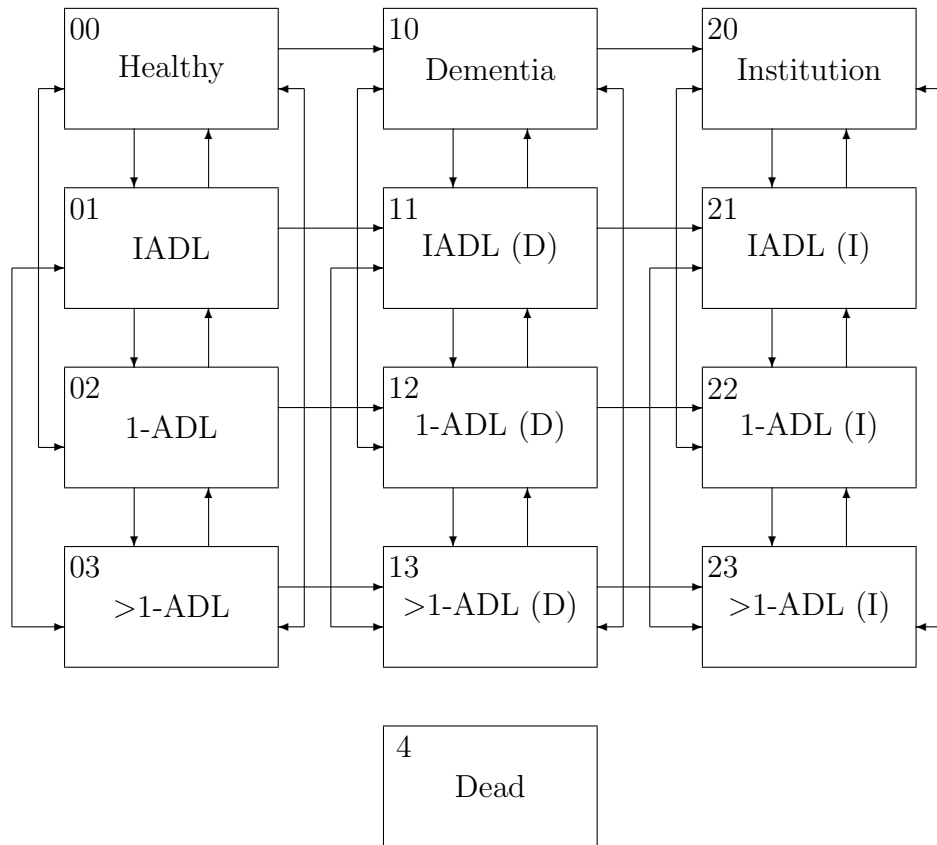 00
Healthy
10
Dementia
20
Institution
01
IADL
11
IADL (D)
21
IADL (I)
02
1-ADL
12
1-ADL (D)
22
1-ADL (I)
03
>1-ADL
13
>1-ADL (D)
23
>1-ADL (I)
4
Dead